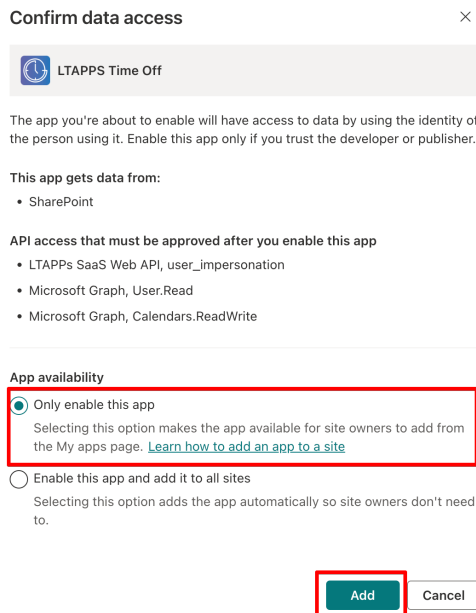 Confirm data access
LTAPPS Time Off
The app you're about to enable will have access to data by using the identity of
the person using it. Enable this app only if you trust the developer or publisher.
This app gets data from:
• SharePoint
API access that must be approved after you enable this app
• LTAPPs SaaS Web API, user_impersonation
• Microsoft Graph, User.Read
• Microsoft Graph, Calendars.ReadWrite
App availability
Only enable this app
Selecting this option makes the app available for site owners to add from
the My apps page. Learn how to add an app to a site
Enable this app and add it to all sites
Selecting this option adds the app automatically so site owners don't need
to.
Add Cancel